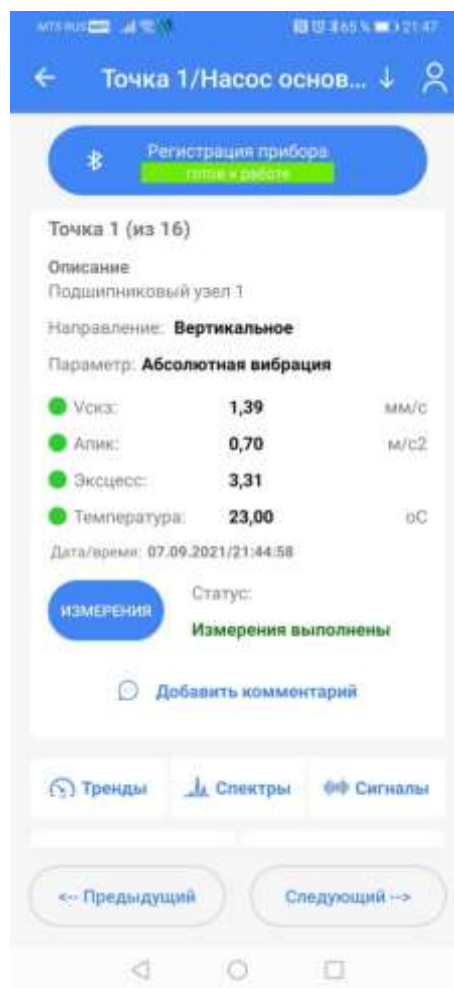 MTS RUS 65 % 21:47
Точка 1/Насос основ...
Регистрация прибора
готов к работе
Точка 1 (из 16)
Описание
Подшипниковый узел 1
Направление: Вертикальное
Параметр: Абсолютная вибрация
Vскз: 1,39 мм/с
Апик: 0,70 м/с2
Эксцесс: 3,31
Температура: 23,00 оС
Дата/время: 07.09.2021/21:44:58
ИЗМЕРЕНИЯ
Статус:
Измерения выполнены
Добавить комментарий
Тренды Спектры Сигналы
<-- Предыдущий Следующий -->